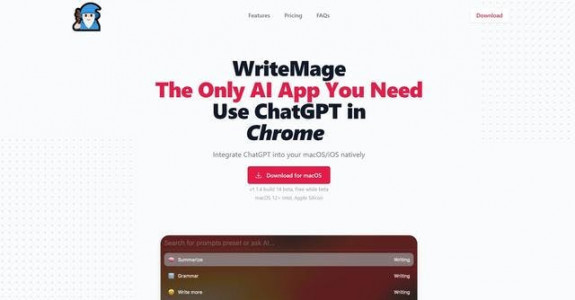 Features Pricing FAQs Download
WriteMage
The Only AI App You Need
Use ChatGPT in
Chrome
Integrate ChatGPT into your macOS/iOS natively
Download for macOS
v1.1.4 build 14 beta, free while beta
macOS 12+ Intel, Apple Silicon
Search for prompts preset or ask AI...
Summarize Writing
Grammar Writing
Write more Writing